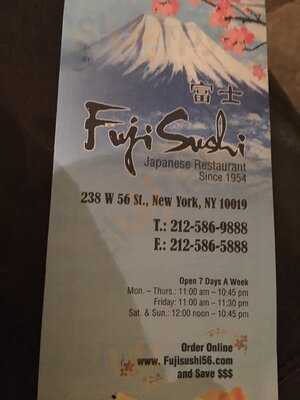 富士
Fuji Sushi
Japanese Restaurant
Since 1954
238 W 56 St., New York, NY 10019
T.: 212-586-9888
F.: 212-586-5888
Open 7 Days A Week
Mon. – Thurs.: 11:00 am – 10:45 pm
Friday: 11:00 am – 11:30 pm
Sat. & Sun.: 12:00 noon – 10:45 pm
Order Online
www. Fujisushi56.com
and Save $$$